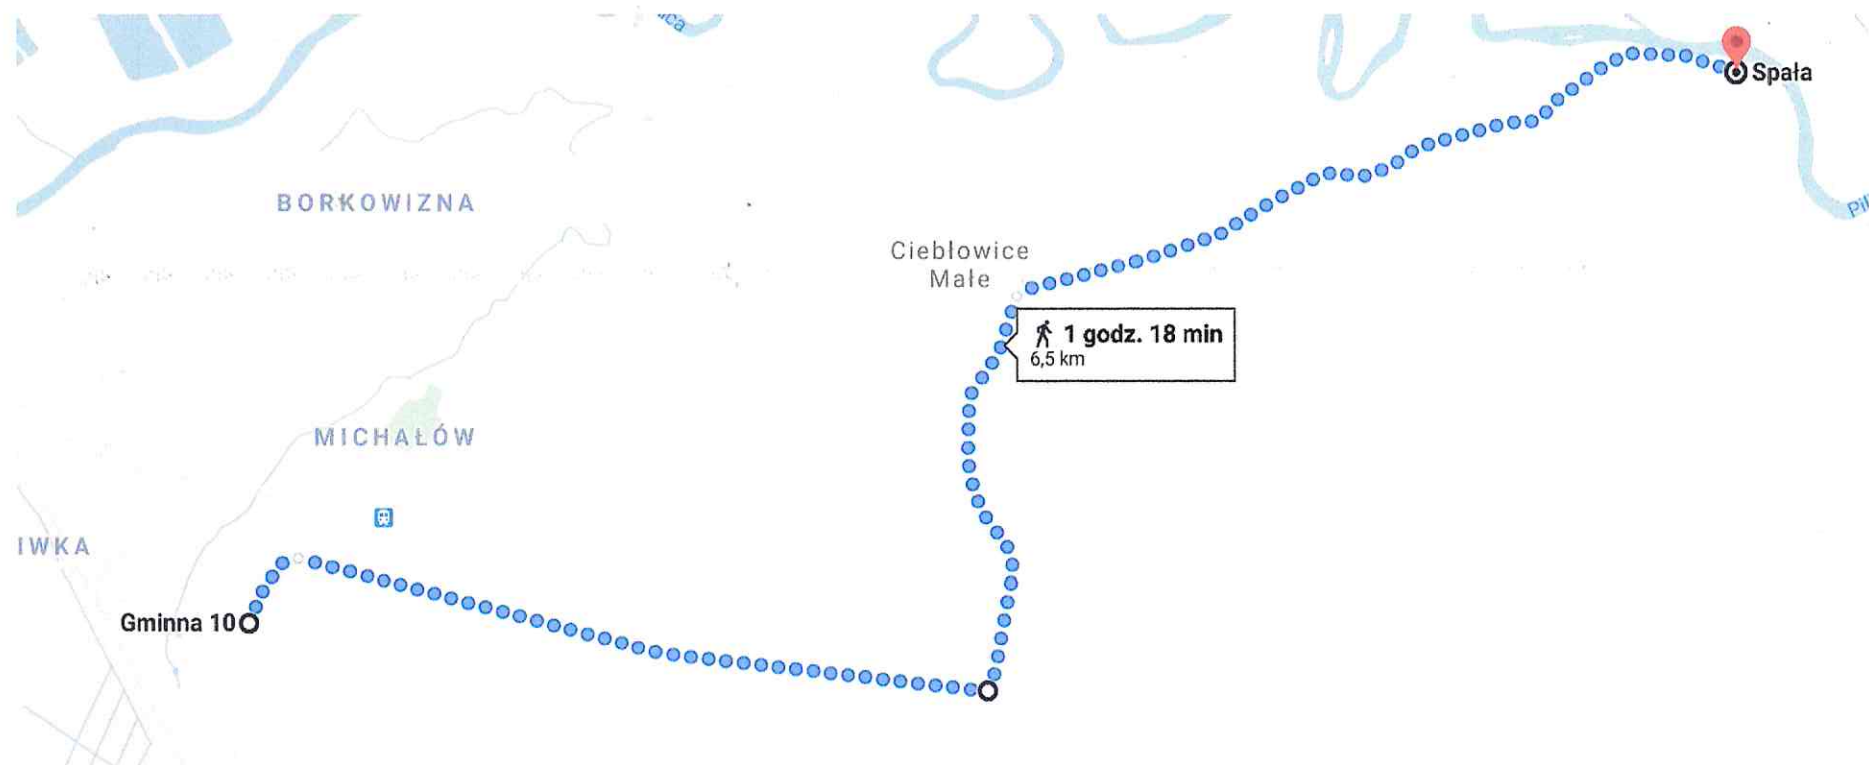 Spała
BORKOWIZNA
Ciebłowice
Małe
1 godz. 18 min
6,5 km
MICHAŁÓW
IWKA
Gminna 10